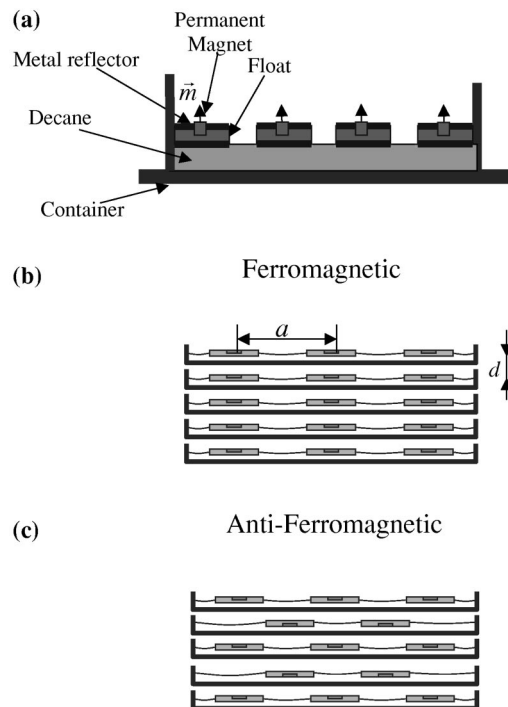 (a)
Permanent
Magnet
Metal reflector
Float
m⃗
Decane
Container
(b)
Ferromagnetic
a
d
(c)
Anti-Ferromagnetic